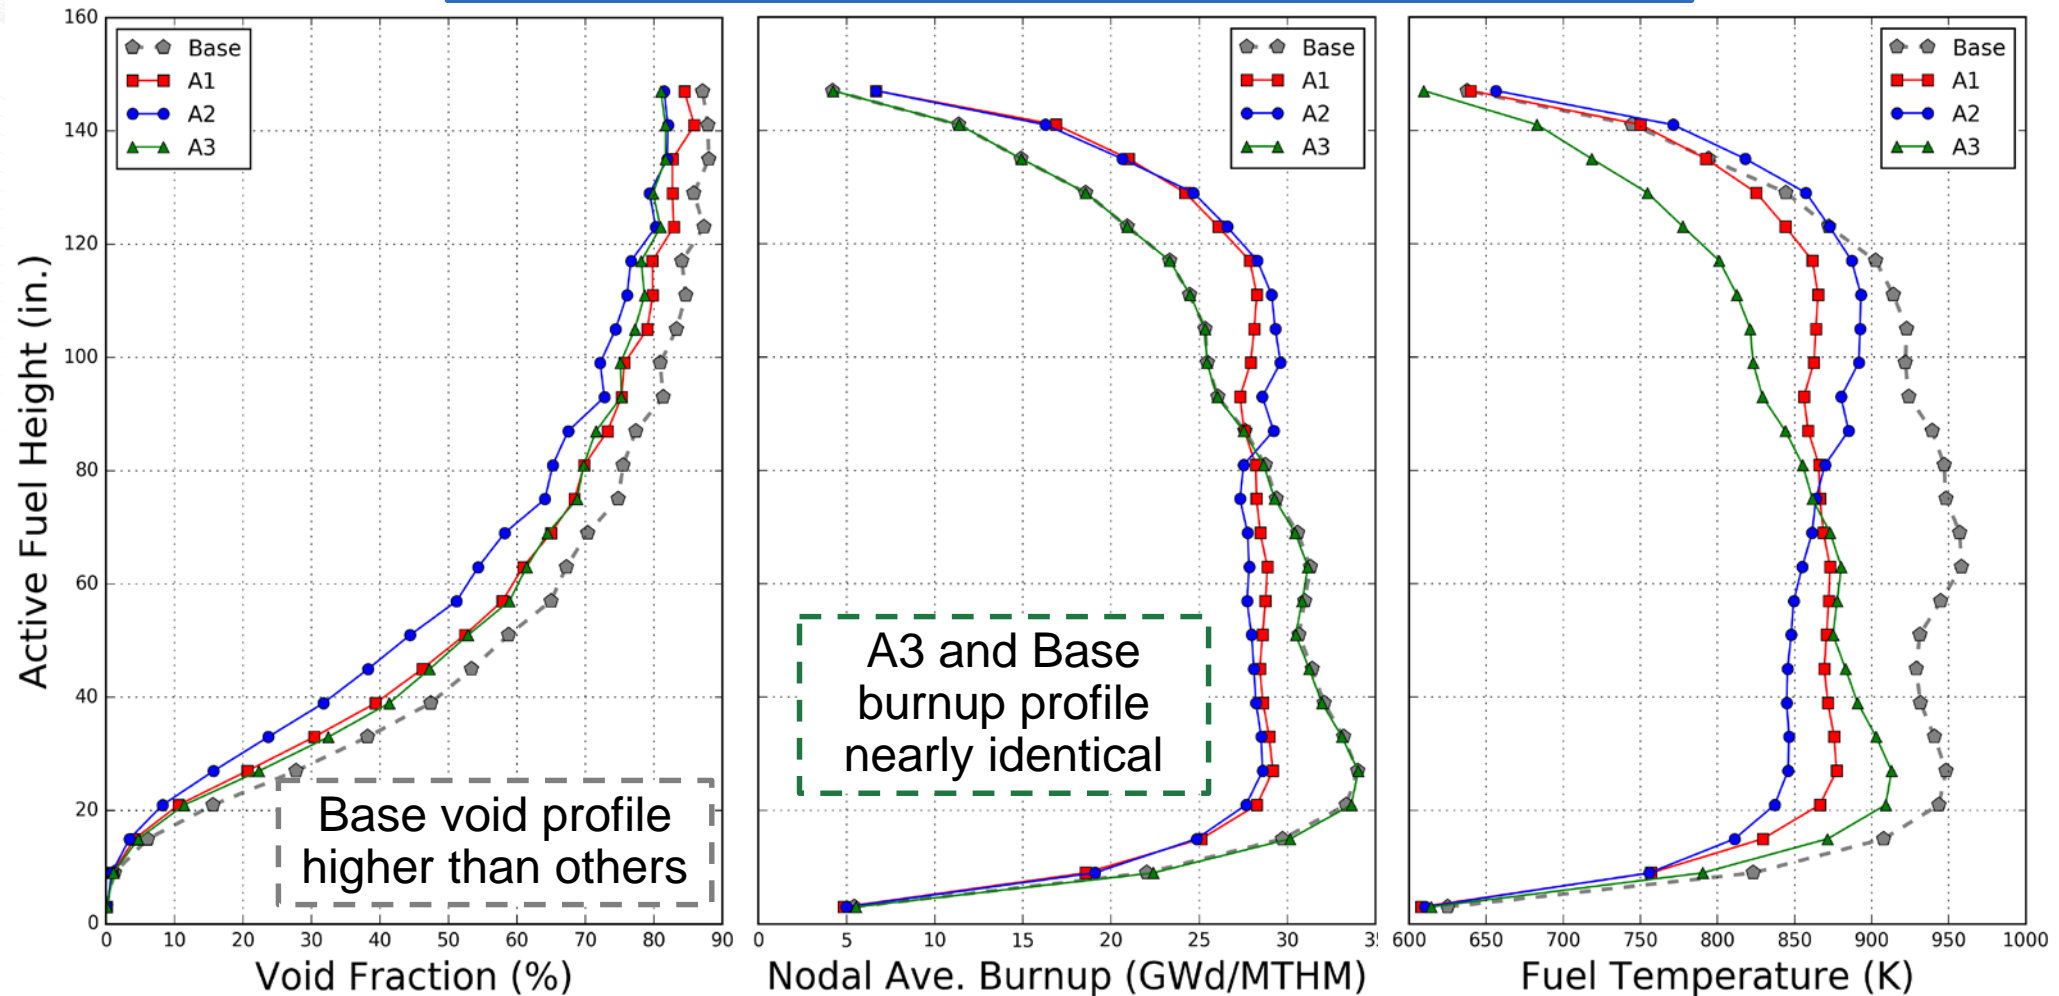 160
140
120
100
80
60
40
20
0
Active Fuel Height (in.)
Base
A1
A2
A3
Base void profile
higher than others
0 10 20 30 40 50 60 70 80 90
Void Fraction (%)
Base
A1
A2
A3
A3 and Base
burnup profile
nearly identical
0 5 10 15 20 25 30
Nodal Ave. Burnup (GWd/MTHM)
Base
A1
A2
A3
600 650 700 750 800 850 900 950 1000
Fuel Temperature (K)